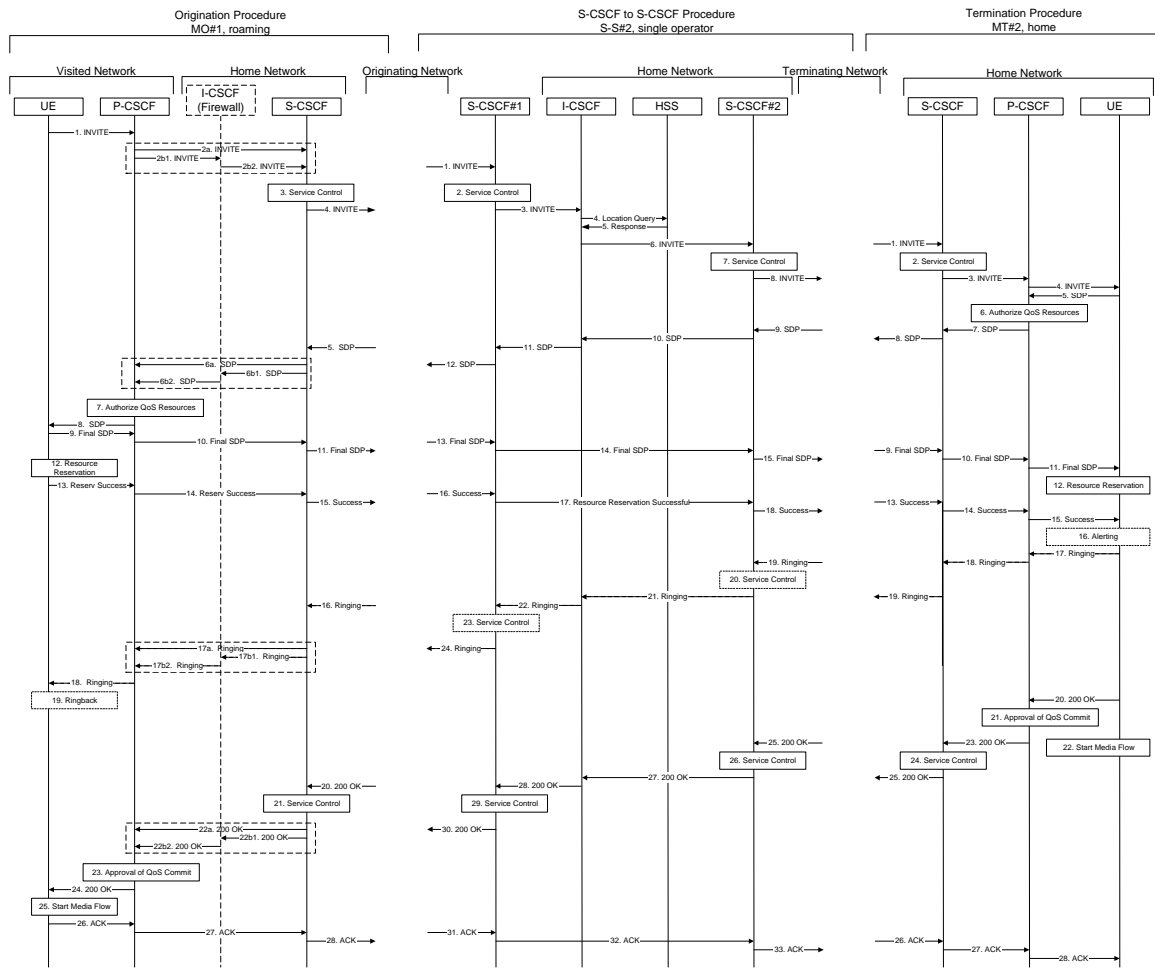 Origination Procedure
MO#1, roaming
S-CSCF to S-CSCF Procedure
S-S#2, single operator
Termination Procedure
MT#2, home
Visited Network
Home Network
Originating Network
Home Network
Terminating Network
Home Network
UE
P-CSCF
I-CSCF
(Firewall)
S-CSCF
S-CSCF#1
I-CSCF
HSS
S-CSCF#2
S-CSCF
P-CSCF
UE
1. INVITE
2a. INVITE
2b1. INVITE
2b2. INVITE
3. Service Control
4. INVITE
5. SDP
6a. SDP
6b1. SDP
6b2. SDP
7. Authorize QoS Resources
8. SDP
9. Final SDP
10. Final SDP
11. Final SDP
12. Resource
Reservation
13. Reserv Success
14. Reserv Success
15. Success
16. Ringing
17a. Ringing
17b1. Ringing
17b2. Ringing
18. Ringing
19. Ringback
20. 200 OK
21. Service Control
22a. 200 OK
22b1. 200 OK
22b2. 200 OK
23. Approval of QoS Commit
24. 200 OK
25. Start Media Flow
26. ACK
27. ACK
28. ACK
1. INVITE
2. Service Control
3. INVITE
4. Location Query
5. Response
6. INVITE
7. Service Control
8. INVITE
9. SDP
10. SDP
11. SDP
12. SDP
13. Final SDP
14. Final SDP
15. Final SDP
16. Success
17. Resource Reservation Successful
18. Success
19. Ringing
20. Service Control
21. Ringing
22. Ringing
23. Service Control
24. Ringing
25. 200 OK
26. Service Control
27. 200 OK
28. 200 OK
29. Service Control
30. 200 OK
31. ACK
32. ACK
33. ACK
1. INVITE
2. Service Control
3. INVITE
4. INVITE
5. SDP
6. Authorize QoS Resources
7. SDP
8. SDP
9. Final SDP
10. Final SDP
11. Final SDP
12. Resource Reservation
13. Success
14. Success
15. Success
16. Alerting
17. Ringing
18. Ringing
19. Ringing
20. 200 OK
21. Approval of QoS Commit
22. Start Media Flow
23. 200 OK
24. Service Control
25. 200 OK
26. ACK
27. ACK
28. ACK